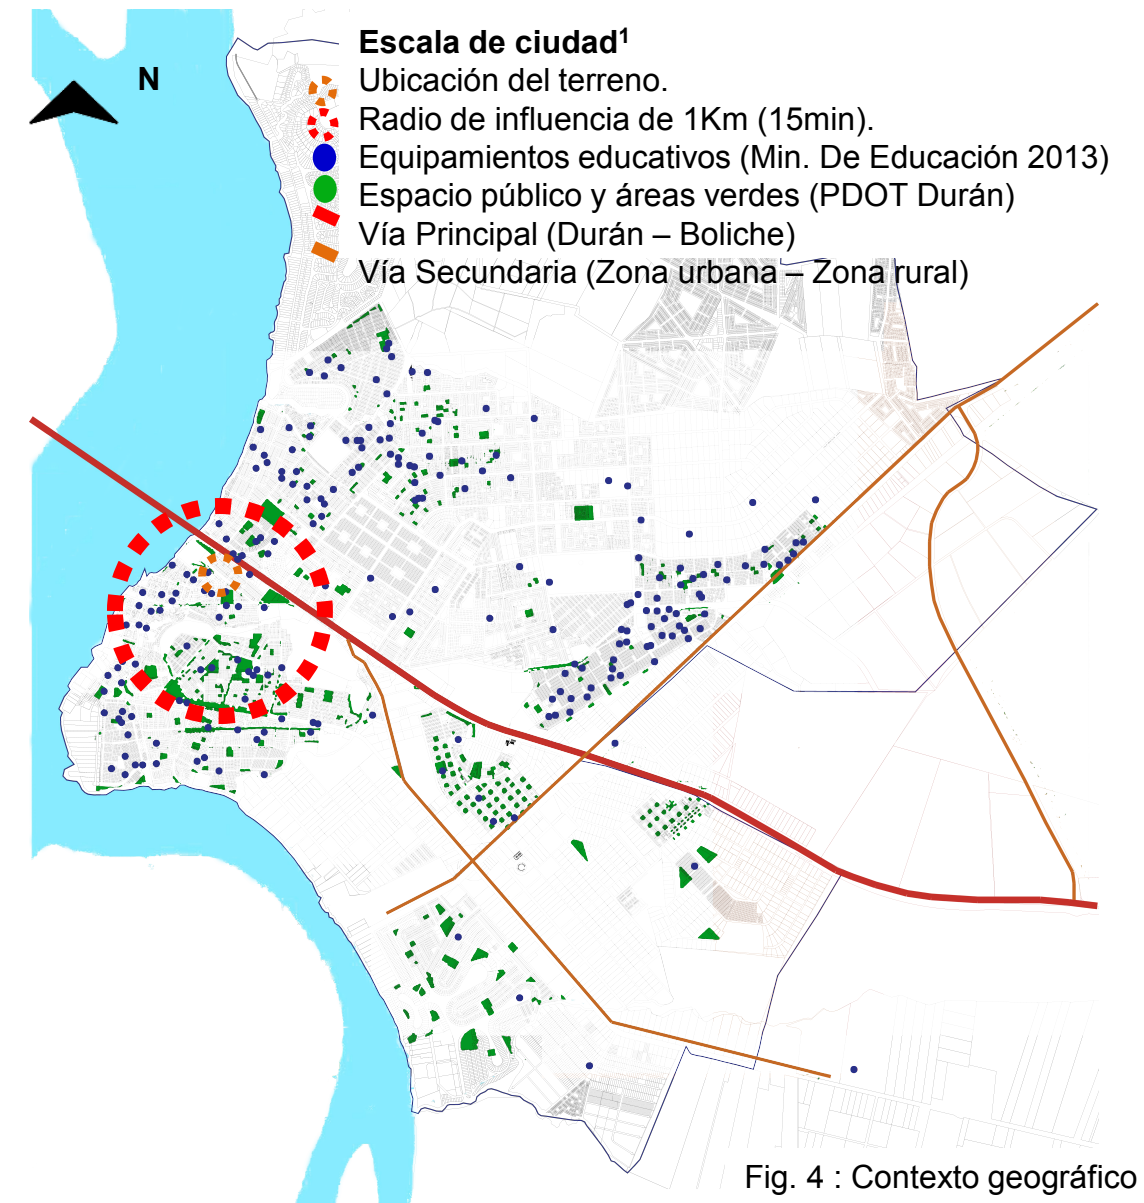 Escala de ciudad¹
N
Ubicación del terreno.
Radio de influencia de 1Km (15min).
Equipamientos educativos (Min. De Educación 2013)
Espacio público y áreas verdes (PDOT Durán)
Vía Principal (Durán – Boliche)
Vía Secundaria (Zona urbana – Zona rural)
Fig. 4 : Contexto geográfico